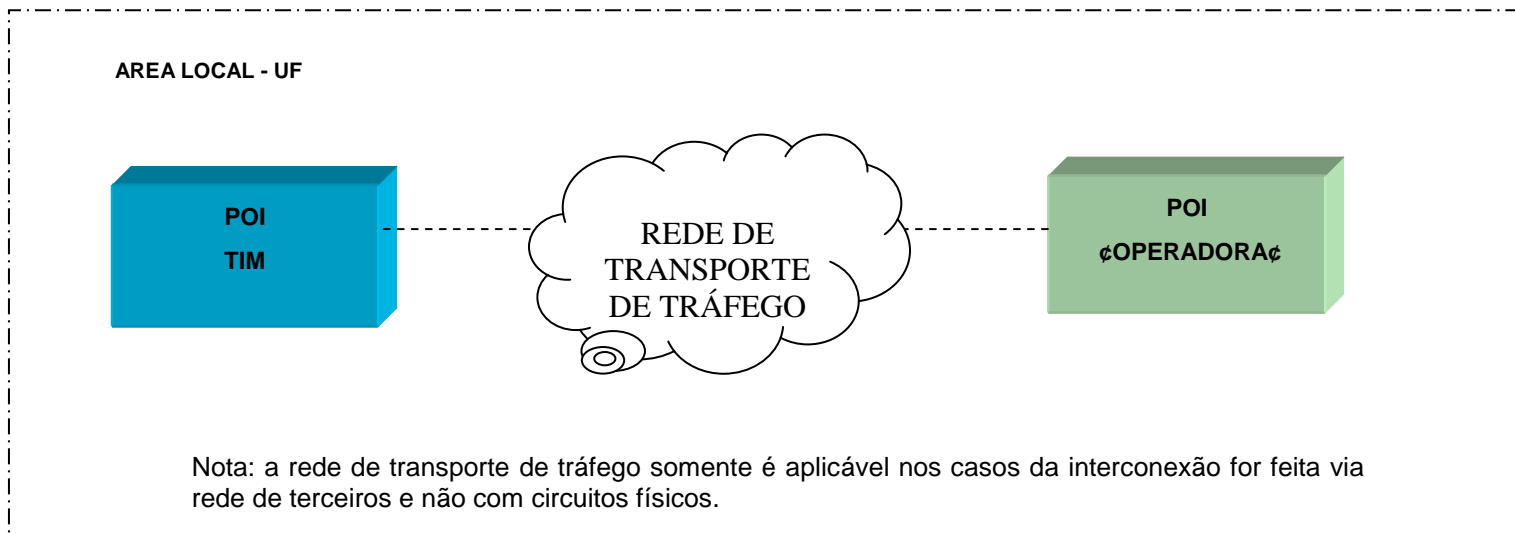 AREA LOCAL - UF
POI
TIM
REDE DE
TRANSPORTE
DE TRÁFEGO
POI
¢OPERADORA¢
Nota: a rede de transporte de tráfego somente é aplicável nos casos da interconexão for feita via
rede de terceiros e não com circuitos físicos.